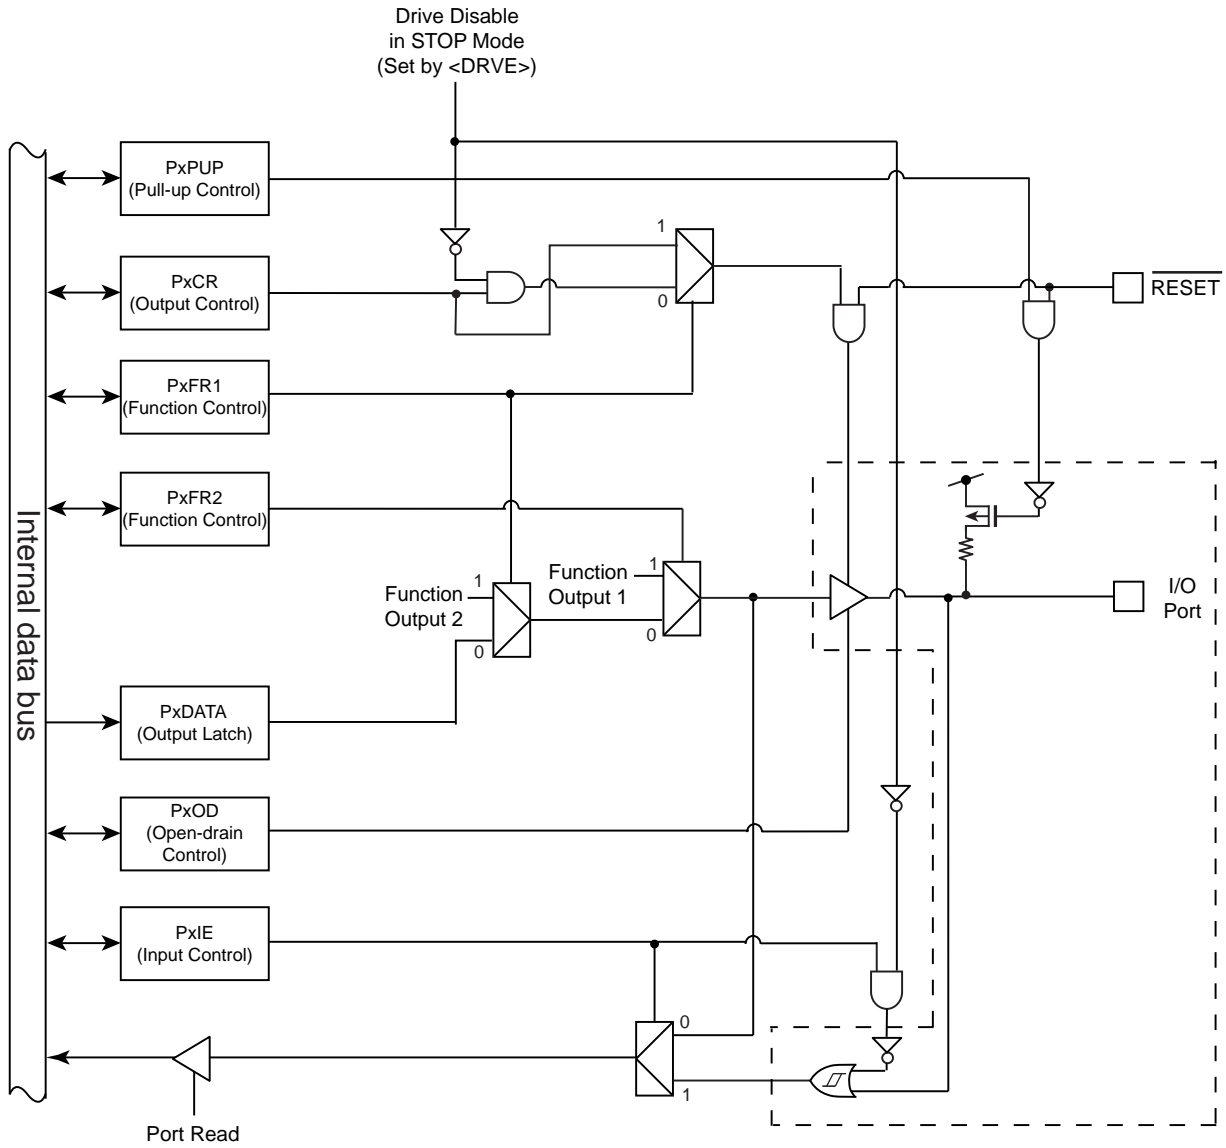 Drive Disable
in STOP Mode
(Set by <DRVE>)
PxPUP
(Pull-up Control)
1
PxCR
(Output Control)
0
RESET
PxFR1
(Function Control)
PxFR2
(Function Control)
Internal data bus
Function
Output 2
1
0
Function
Output 1
1
0
I/O
Port
PxDATA
(Output Latch)
PxOD
(Open-drain
Control)
PxIE
(Input Control)
0
1
Port Read